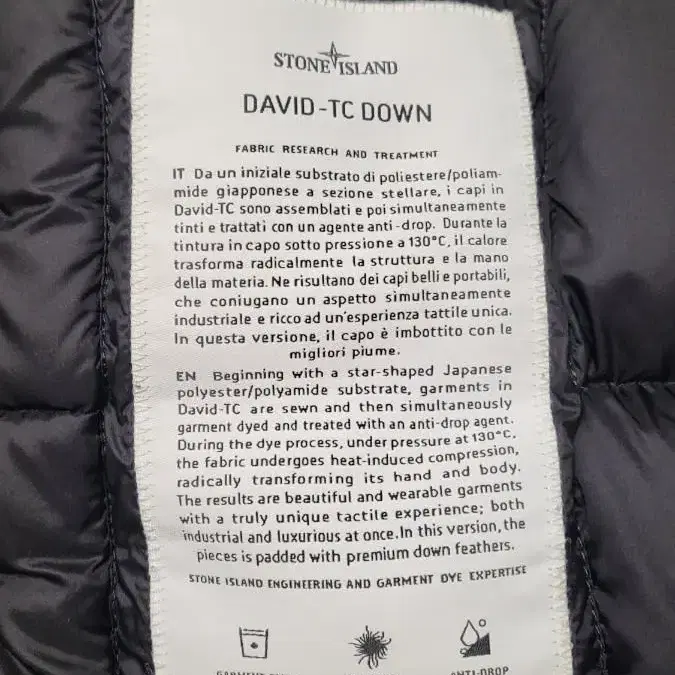 STONE ISLAND
DAVID-TC DOWN
FABRIC RESEARCH AND TREATMENT
IT Da un iniziale substrato di poliestere/poliam-
mide giapponese a sezione stellare, i capi in
David-TC sono assemblati e poi simultaneamente
tinti e trattati con un agente anti-drop. Durante la
tintura in capo sotto pressione a 130°C, il calore
trasforma radicalmente la struttura e la mano
della materia. Ne risultano dei capi belli e portabili,
che coniugano un aspetto simultaneamente
industriale e ricco ad un'esperienza tattile unica.
In questa versione, il capo è imbottito con le
migliori piume.
EN Beginning with a star-shaped Japanese
polyester/polyamide substrate, garments in
David-TC are sewn and then simultaneously
garment dyed and treated with an anti-drop agent.
During the dye process, under pressure at 130°C,
the fabric undergoes heat-induced compression,
radically transforming its hand and body.
The results are beautiful and wearable garments
with a truly unique tactile experience; both
industrial and luxurious at once. In this version, the
pieces is padded with premium down feathers.
STONE ISLAND ENGINEERING AND GARMENT DYE EXPERTISE
ANTI-DROP